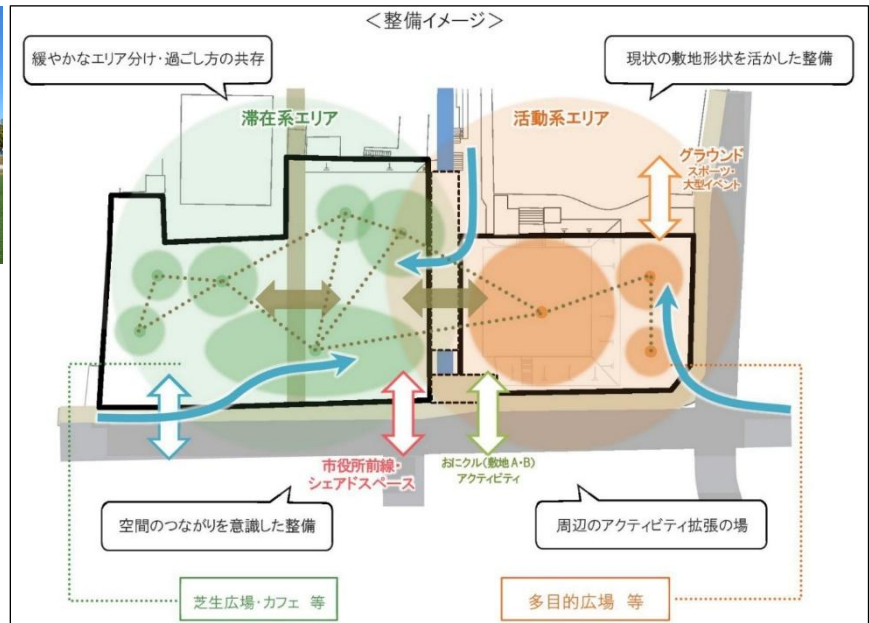 <整備イメージ>
緩やかなエリア分け・過ごし方の共存
現状の敷地形状を活かした整備
滞在系エリア
活動系エリア
グラウンド
スポーツ・
大型イベント
市役所前線・
シェアドスペース
おにクル(敷地A・B)
アクティビティ
空間のつながりを意識した整備
周辺のアクティビティ拡張の場
芝生広場・カフェ 等
多目的広場 等